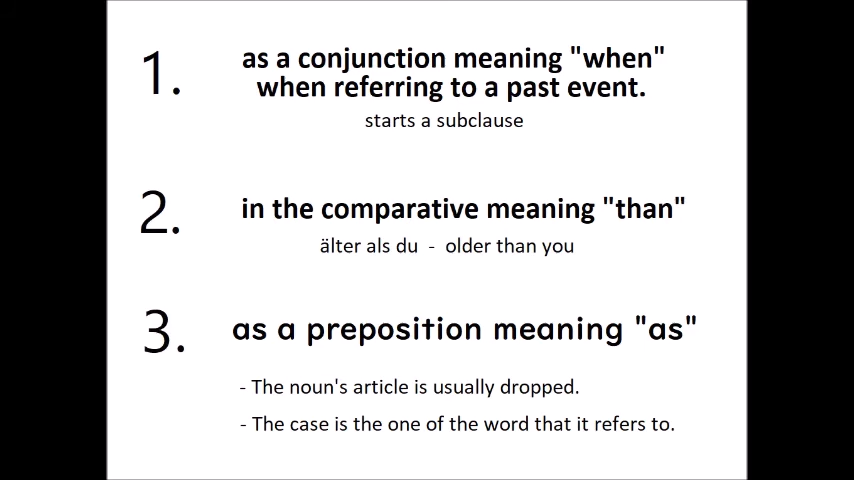 1.
as a conjunction meaning "when"
when referring to a past event.
starts a subclause
2.
in the comparative meaning "than"
älter als du - older than you
3.
as a preposition meaning "as"
- The noun's article is usually dropped.
- The case is the one of the word that it refers to.